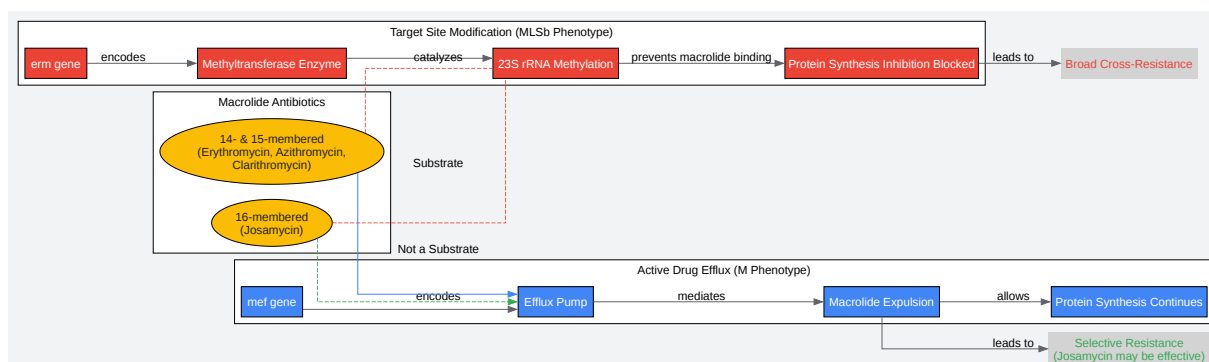 Target Site Modification (MLSb Phenotype)
erm gene
encodes
Methyltransferase Enzyme
catalyzes
23S rRNA Methylation
prevents macrolide binding
Protein Synthesis Inhibition Blocked
leads to
Broad Cross-Resistance
Macrolide Antibiotics
14- & 15-membered
(Erythromycin, Azithromycin,
Clarithromycin)
Substrate
16-membered
(Josamycin)
Not a Substrate
Active Drug Efflux (M Phenotype)
mef gene
encodes
Efflux Pump
mediates
Macrolide Expulsion
allows
Protein Synthesis Continues
leads to
Selective Resistance
(Josamycin may be effective)